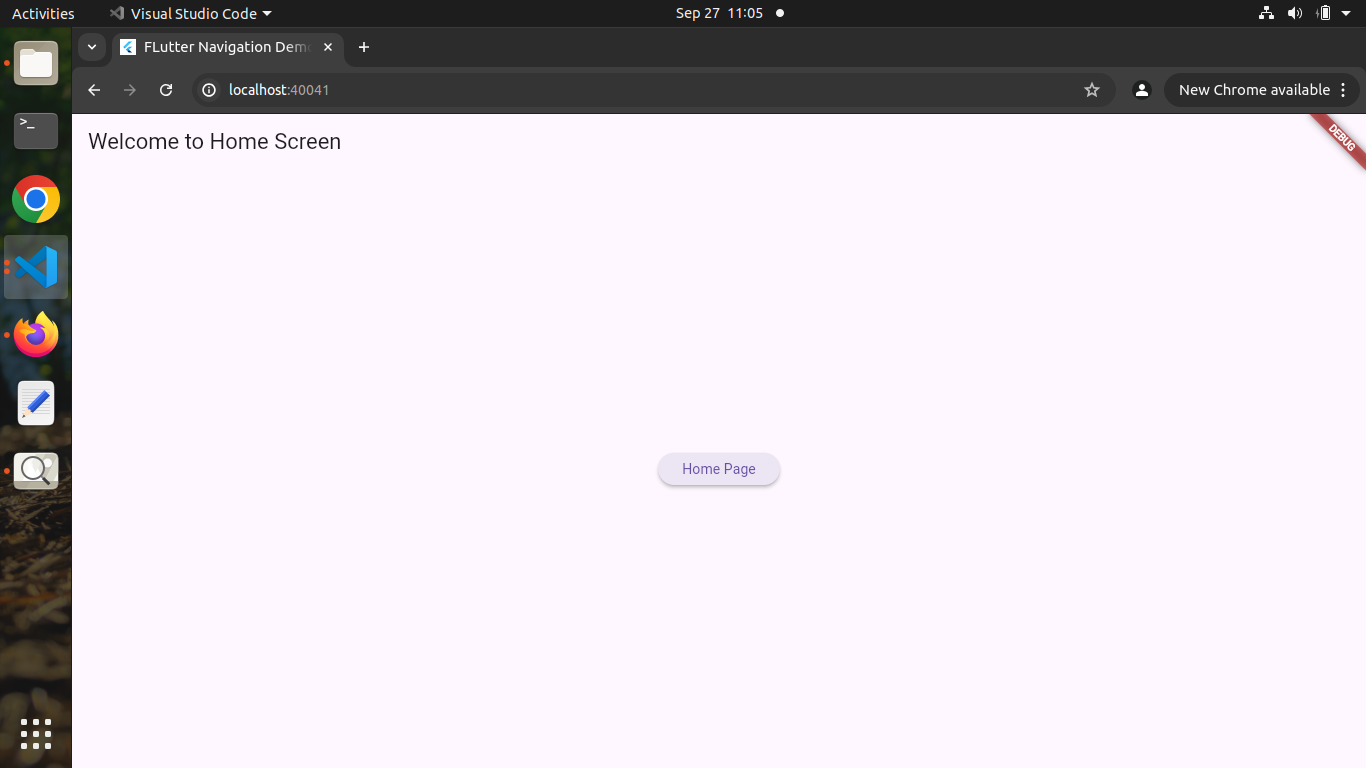 Activities
Visual Studio Code
Sep 27 11:05
FLutter Navigation Dem
localhost:40041
New Chrome available
Welcome to Home Screen
DEBUG
>_
Home Page